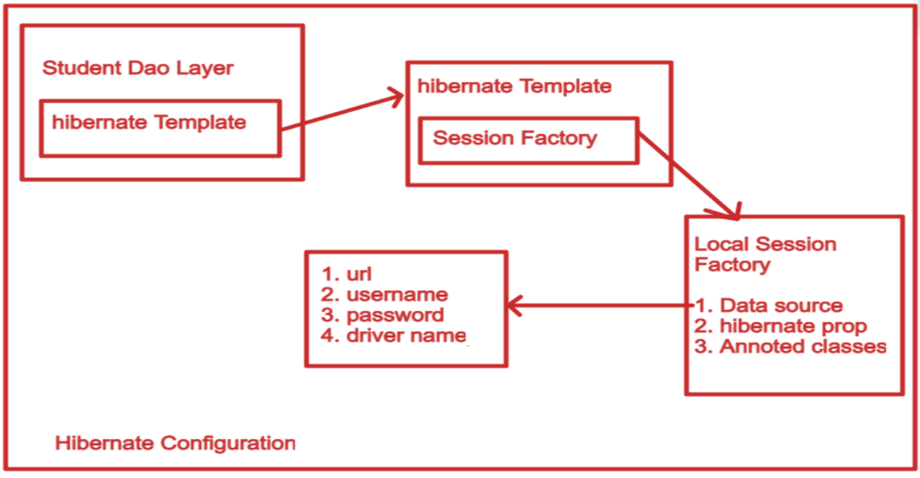 Student Dao Layer
hibernate Template
hibernate Template
Session Factory
Local Session
Factory
1. Data source
2. hibernate prop
3. Annoted classes
1. url
2. username
3. password
4. driver name
Hibernate Configuration